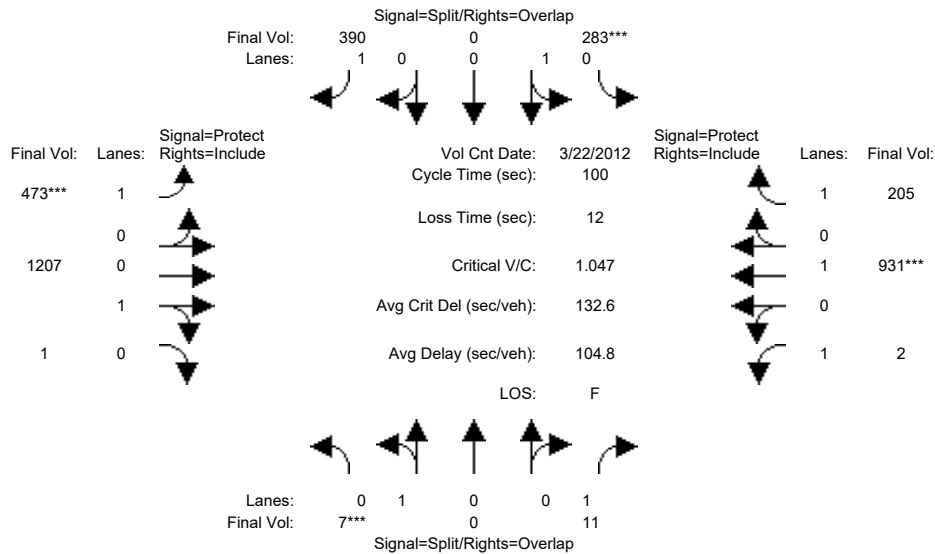 Signal=Split/Rights=Overlap
Final Vol: 390 0 283***
Lanes: 1 0 0 1 0
Signal=Protect
Final Vol: Lanes: Rights=Include
Vol Cnt Date: 3/22/2012
Signal=Protect
Rights=Include Lanes: Final Vol:
Cycle Time (sec): 100
473*** 1
1 205
Loss Time (sec): 12
0
0
1207 0
Critical V/C: 1.047
1 931***
1
Avg Crit Del (sec/veh): 132.6
0
1 0
Avg Delay (sec/veh): 104.8
1 2
LOS: F
Lanes: 0 1 0 0 1
Final Vol: 7*** 0 11
Signal=Split/Rights=Overlap